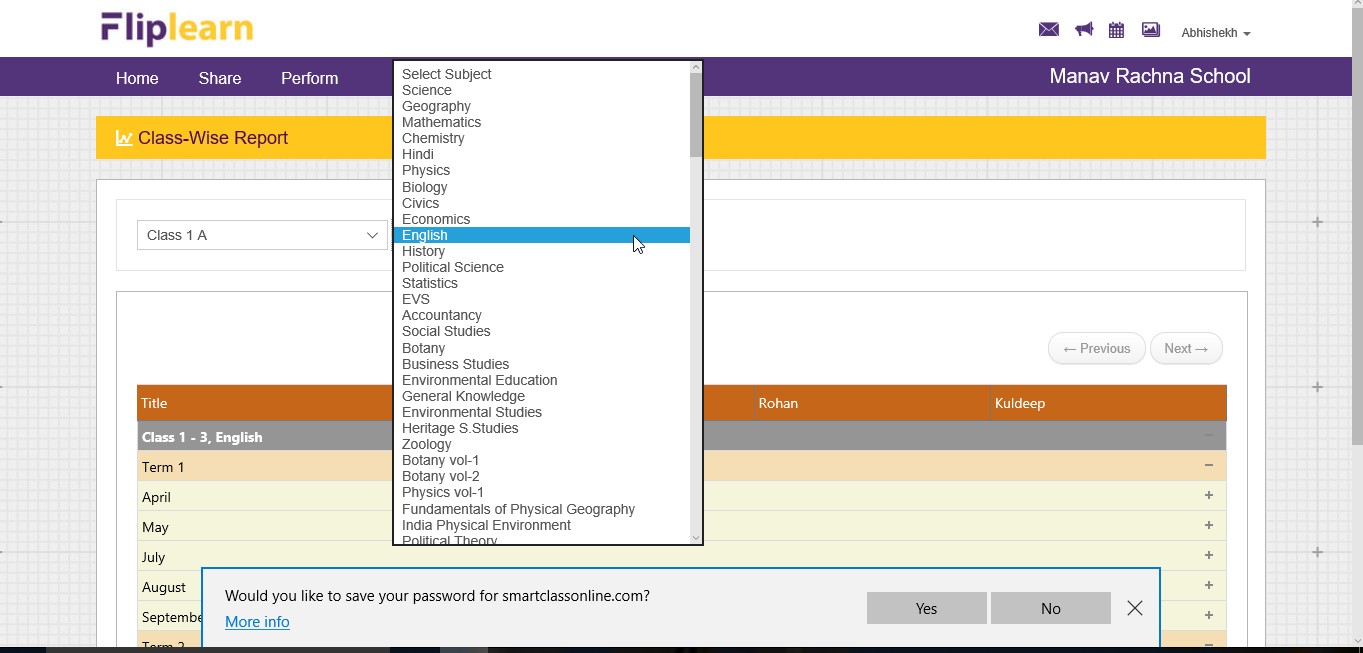 Fliplearn
Abhishekh
Home Share Perform
Manav Rachna School
Class-Wise Report
Class 1 A
Select Subject
Science
Geography
Mathematics
Chemistry
Hindi
Physics
Biology
Civics
Economics
English
History
Political Science
Statistics
EVS
Accountancy
Social Studies
Botany
Business Studies
Environmental Education
General Knowledge
Environmental Studies
Heritage S.Studies
Zoology
Botany vol-1
Botany vol-2
Physics vol-1
Fundamentals of Physical Geography
India Physical Environment
Political Theory
← Previous Next →
Title Rohan Kuldeep
Class 1 - 3, English −
Term 1 −
April +
May +
July +
August +
Septembe +
Term 2 −
Would you like to save your password for smartclassonline.com?
More info
Yes No